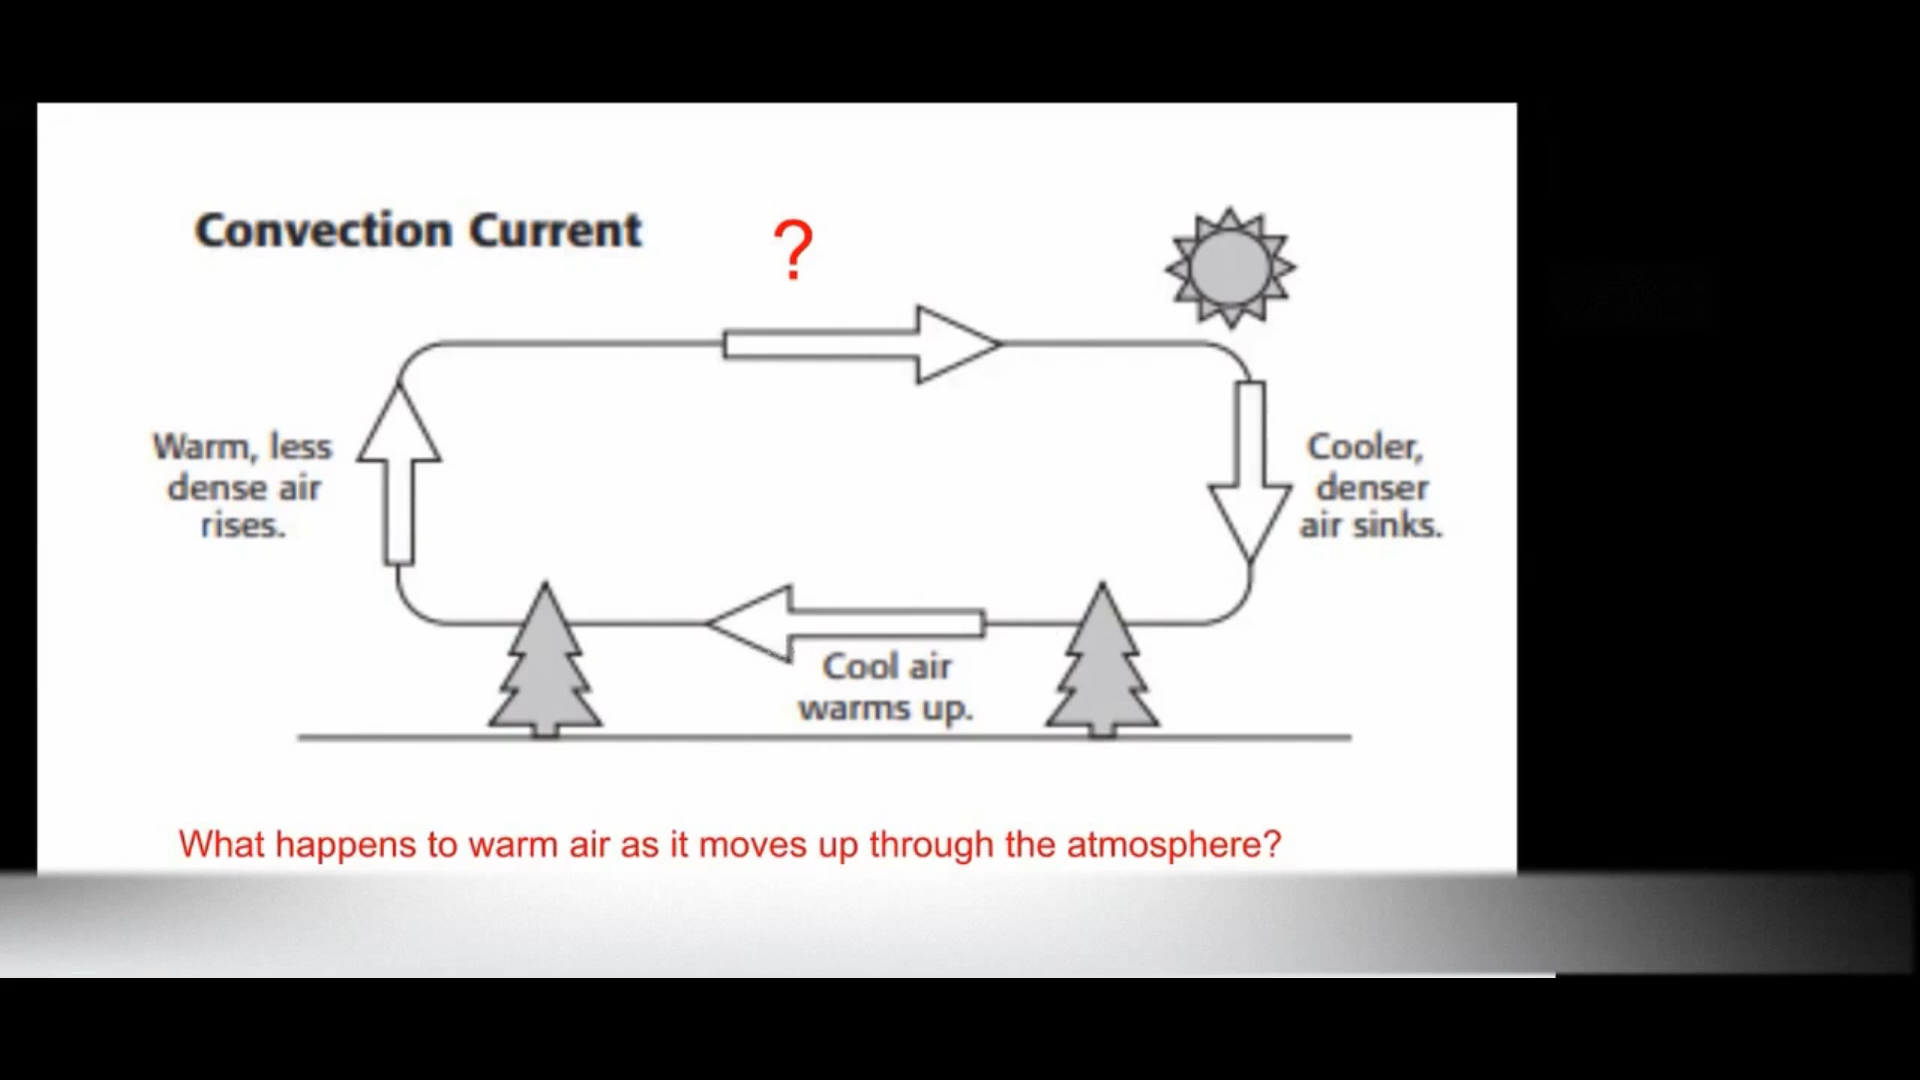 Convection Current
?
Warm, less
dense air
rises.
Cooler,
denser
air sinks.
Cool air
warms up.
What happens to warm air as it moves up through the atmosphere?